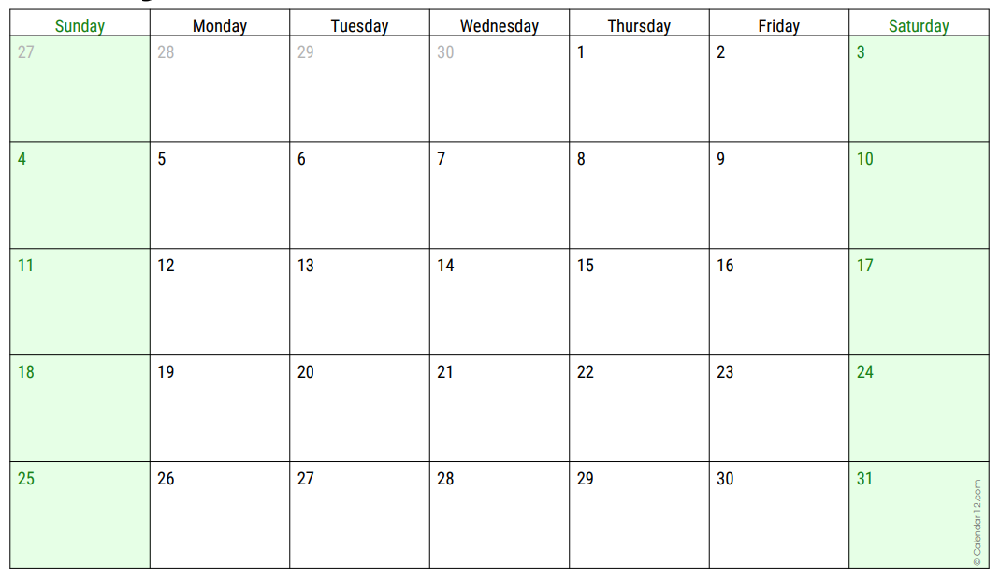 Sunday Monday Tuesday Wednesday Thursday Friday Saturday
27 28 29 30 1 2 3
4 5 6 7 8 9 10
11 12 13 14 15 16 17
18 19 20 21 22 23 24
25 26 27 28 29 30 31
© Calendar-12.com